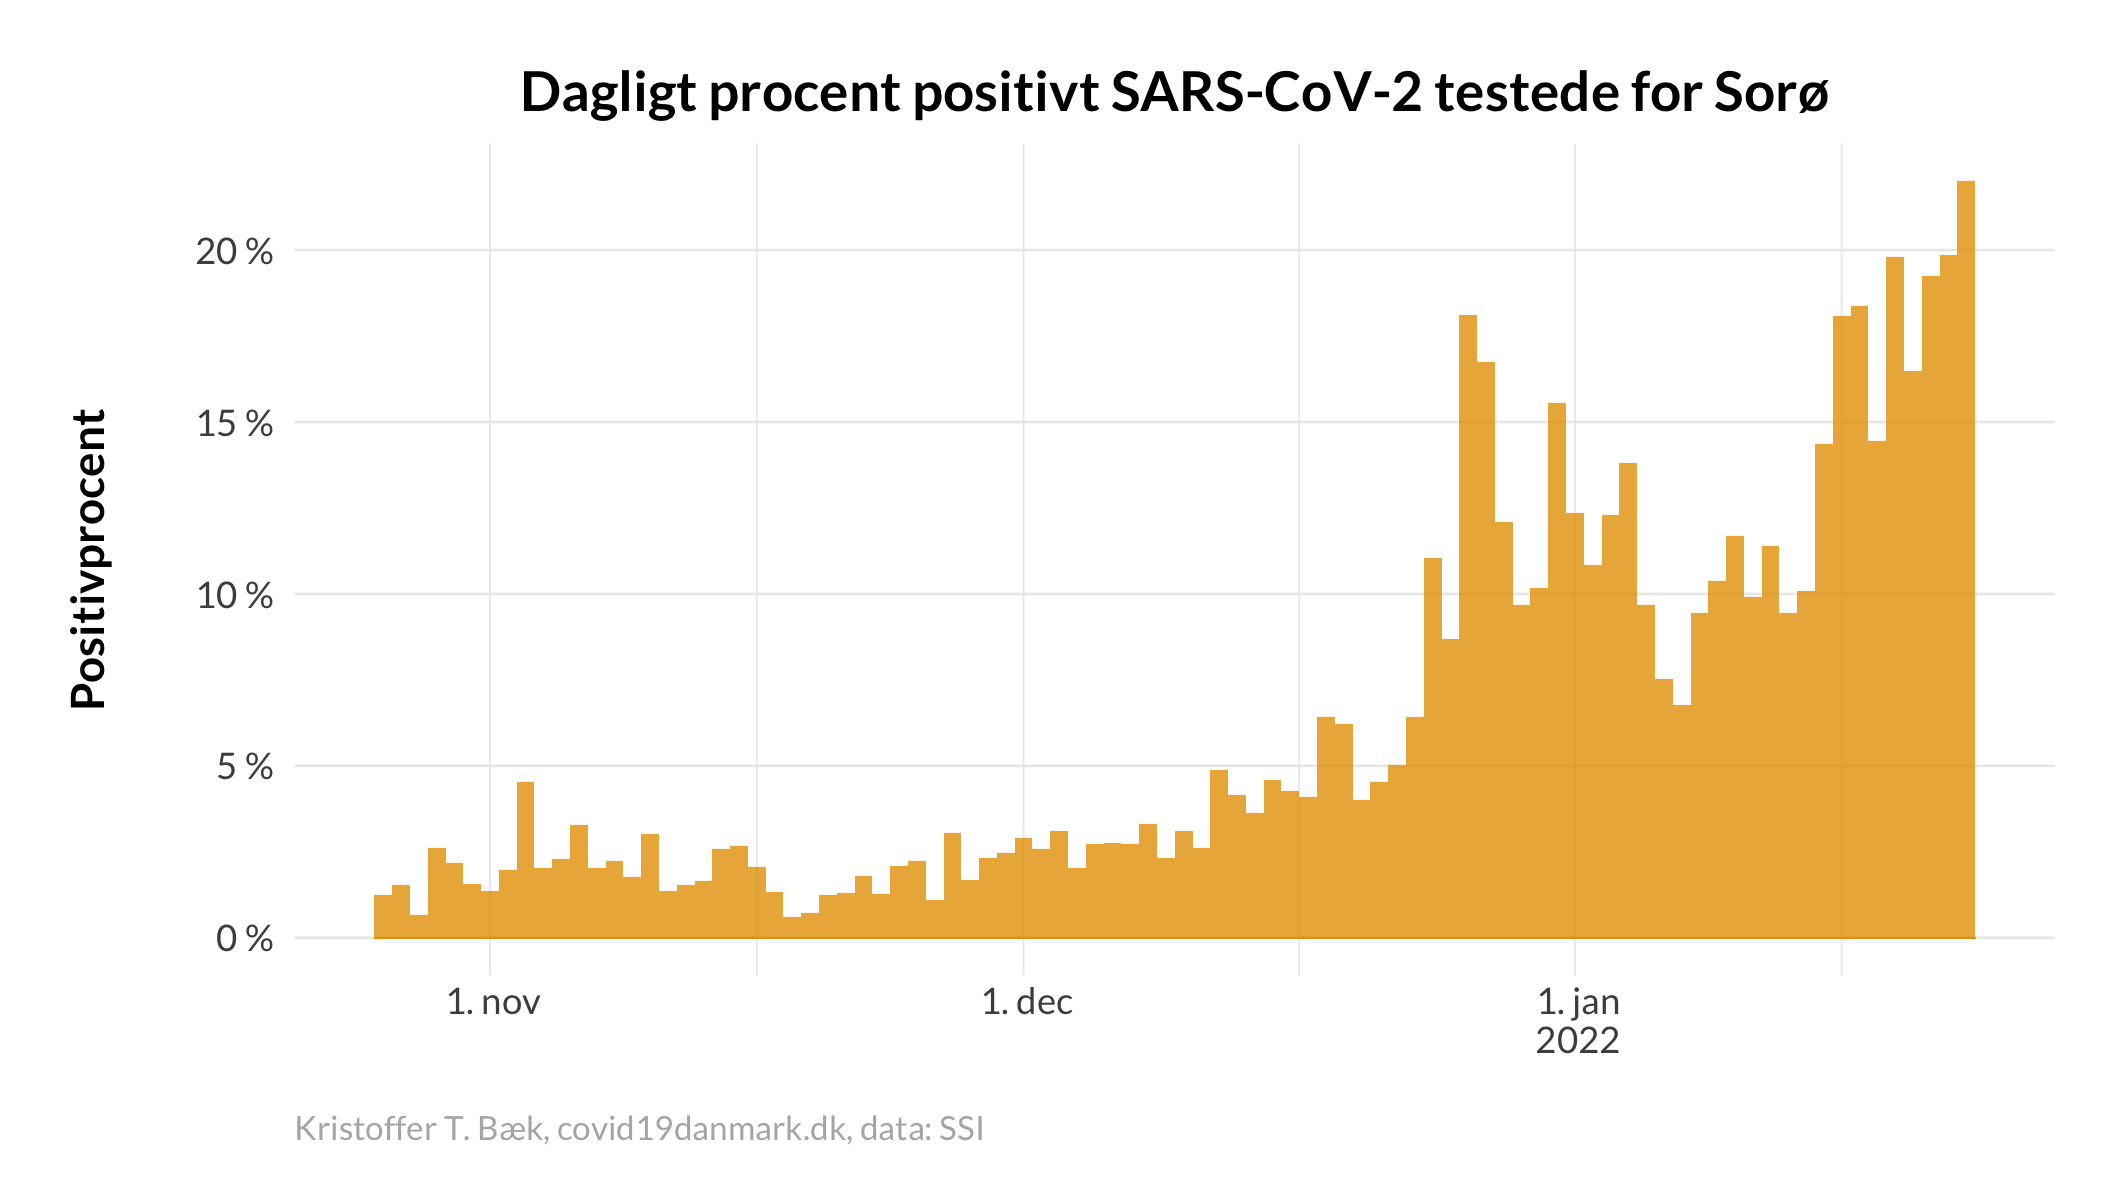 Dagligt procent positivt SARS-CoV-2 testede for Sorø
Positivprocent
20 %
15 %
10 %
5 %
0 %
1. nov
1. dec
1. jan
2022
Kristoffer T. Bæk, covid19danmark.dk, data: SSI